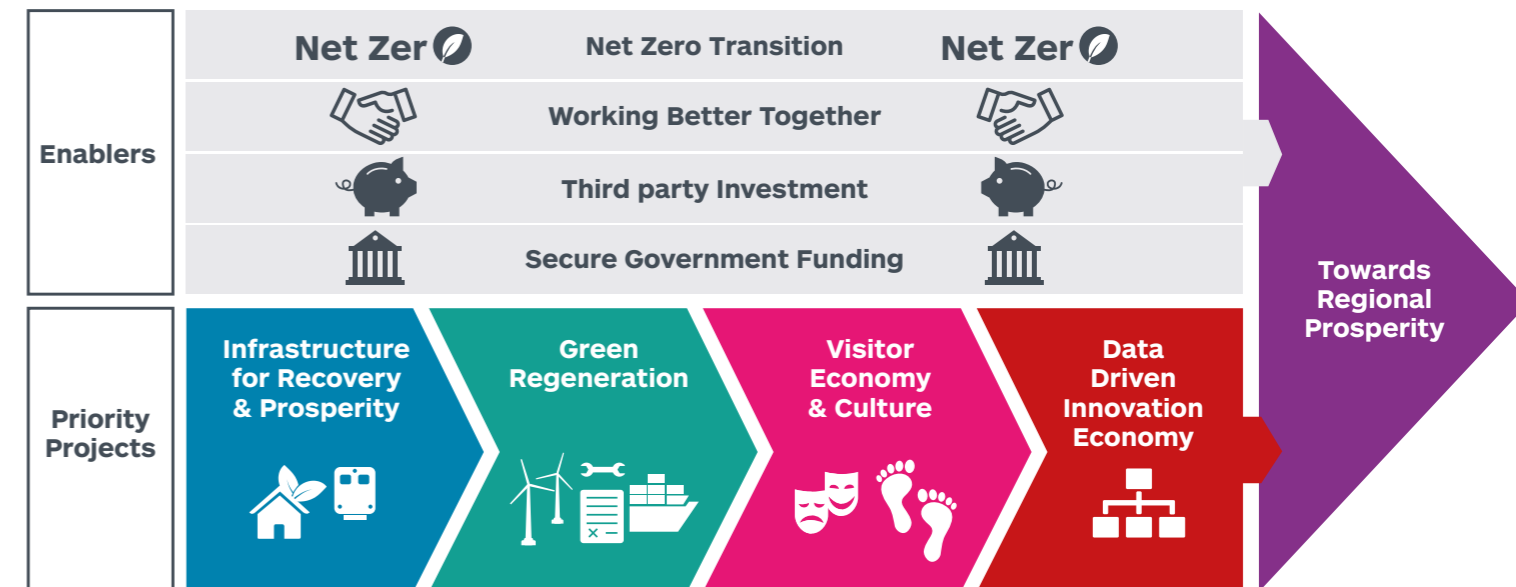 Enablers
Net Zer
Net Zero Transition
Net Zer
Working Better Together
Third party Investment
Secure Government Funding
Priority
Projects
Infrastructure
for Recovery
& Prosperity
Green
Regeneration
Visitor
Economy
& Culture
Data
Driven
Innovation
Economy
Towards
Regional
Prosperity